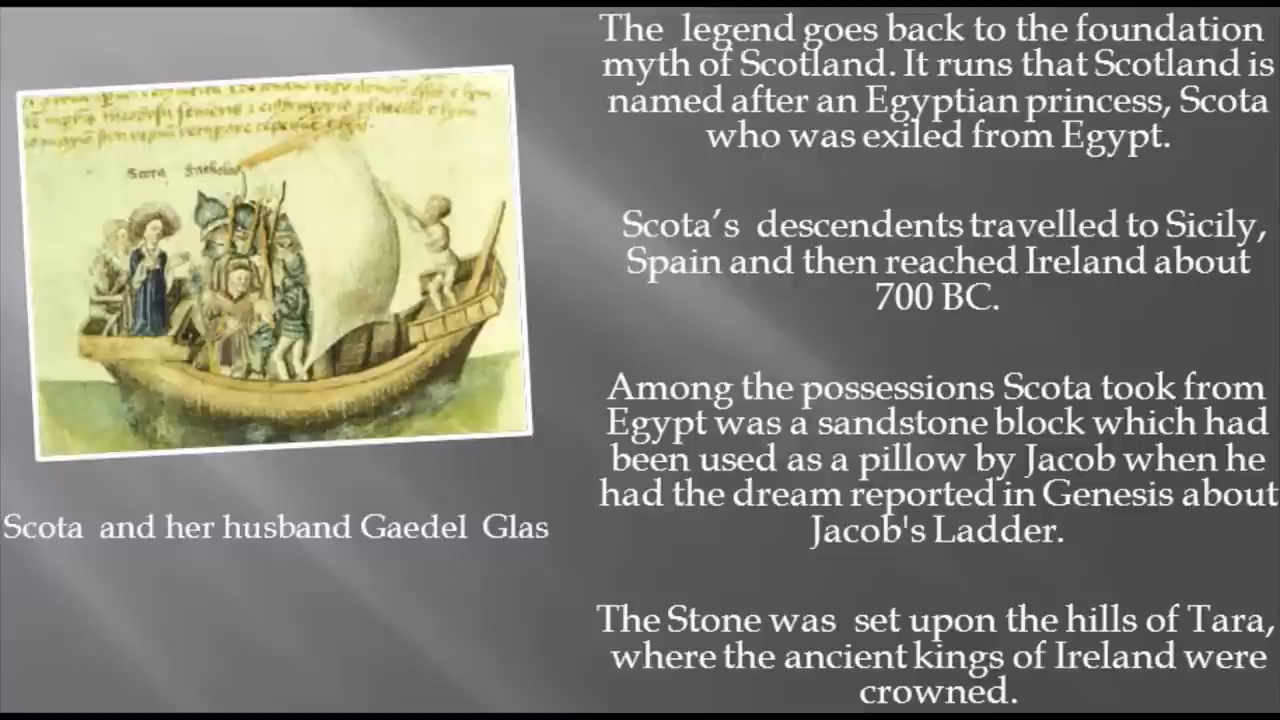 The legend goes back to the foundation
myth of Scotland. It runs that Scotland is
named after an Egyptian princess, Scota
who was exiled from Egypt.
Scota’s descendents travelled to Sicily,
Spain and then reached Ireland about
700 BC.
Among the possessions Scota took from
Egypt was a sandstone block which had
been used as a pillow by Jacob when he
had the dream reported in Genesis about
Jacob's Ladder.
The Stone was set upon the hills of Tara,
where the ancient kings of Ireland were
crowned.
Scota and her husband Gaedel Glas